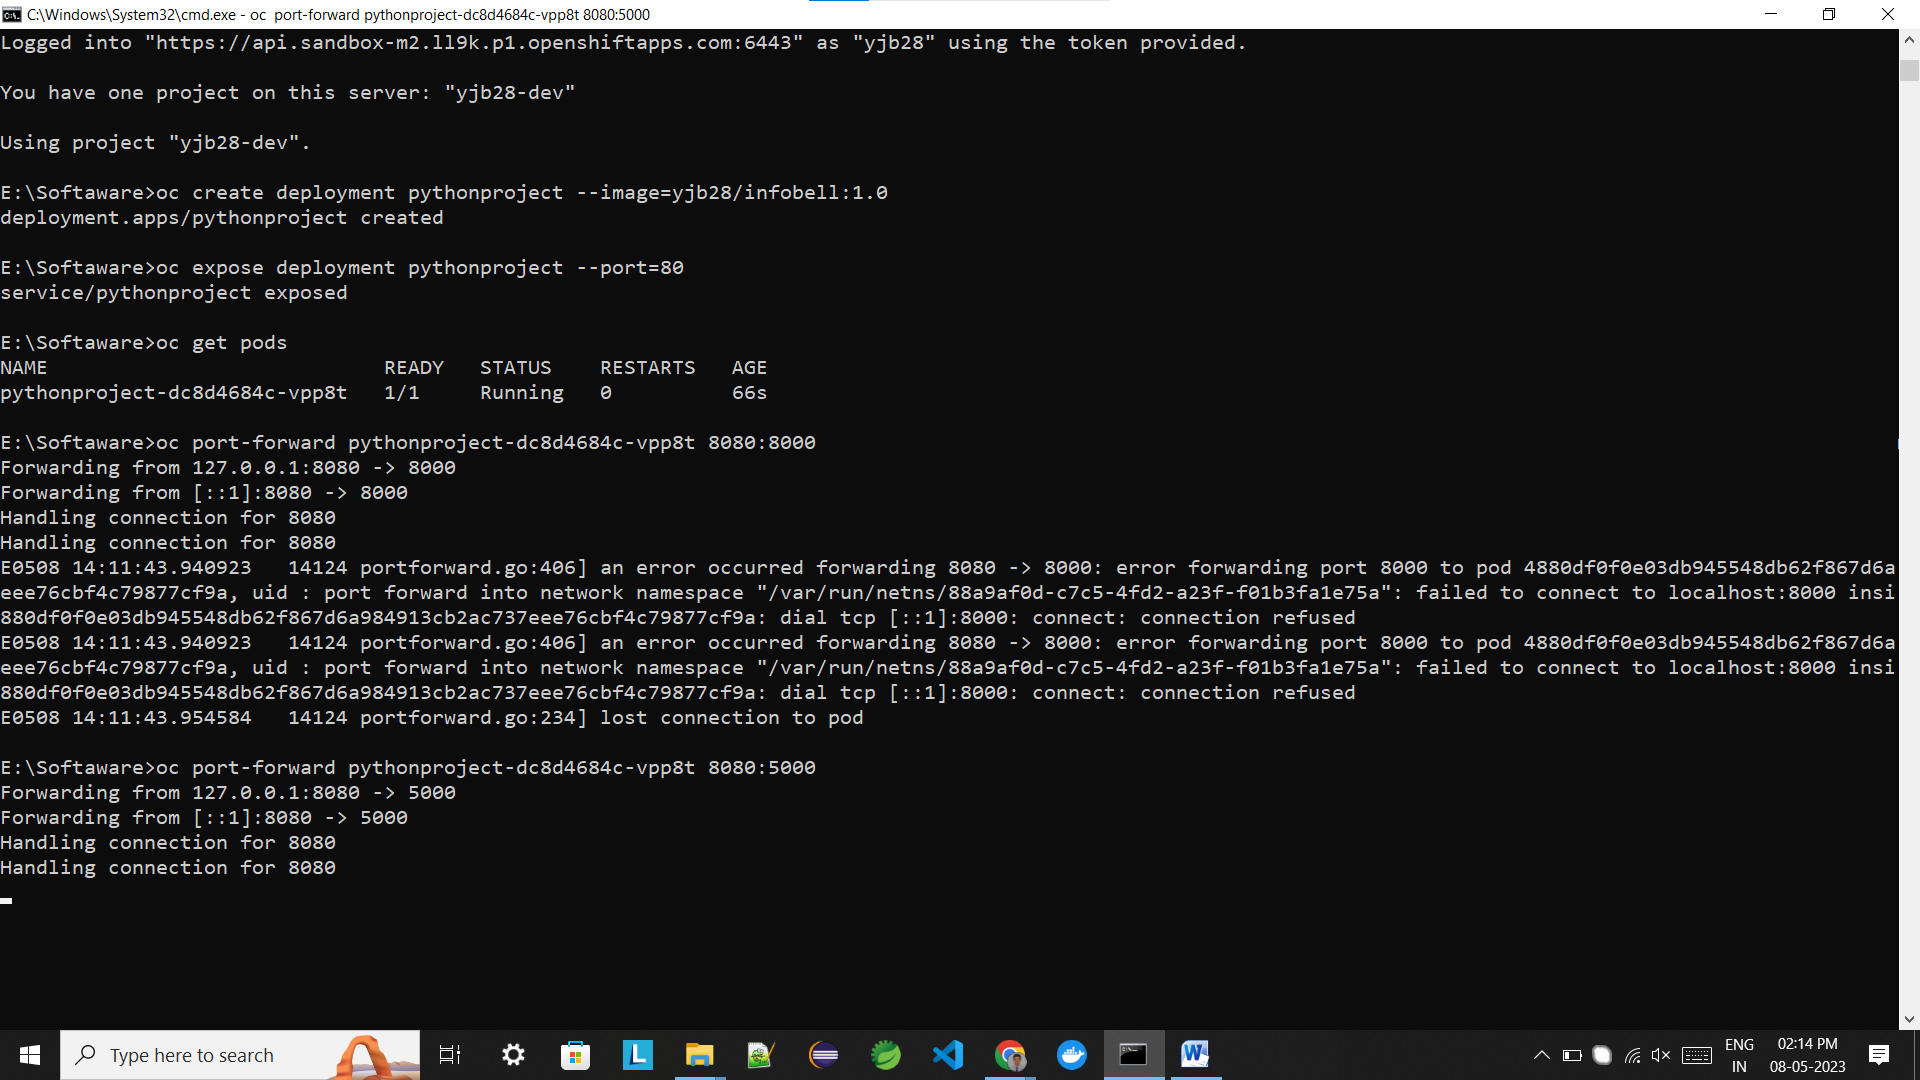 C:\Windows\System32\cmd.exe - oc  port-forward pythonproject-dc8d4684c-vpp8t 8080:5000
Logged into "https://api.sandbox-m2.ll9k.p1.openshiftapps.com:6443" as "yjb28" using the token provided.
You have one project on this server: "yjb28-dev"
Using project "yjb28-dev".
E:\Softaware>oc create deployment pythonproject --image=yjb28/infobell:1.0
deployment.apps/pythonproject created
E:\Softaware>oc expose deployment pythonproject --port=80
service/pythonproject exposed
E:\Softaware>oc get pods
NAME                            READY   STATUS    RESTARTS   AGE
pythonproject-dc8d4684c-vpp8t   1/1     Running   0          66s
E:\Softaware>oc port-forward pythonproject-dc8d4684c-vpp8t 8080:8000
Forwarding from 127.0.0.1:8080 -> 8000
Forwarding from [::1]:8080 -> 8000
Handling connection for 8080
Handling connection for 8080
E0508 14:11:43.940923   14124 portforward.go:406] an error occurred forwarding 8080 -> 8000: error forwarding port 8000 to pod 4880df0f0e03db945548db62f867d6a
eee76cbf4c79877cf9a, uid : port forward into network namespace "/var/run/netns/88a9af0d-c7c5-4fd2-a23f-f01b3fa1e75a": failed to connect to localhost:8000 insi
880df0f0e03db945548db62f867d6a984913cb2ac737eee76cbf4c79877cf9a: dial tcp [::1]:8000: connect: connection refused
E0508 14:11:43.940923   14124 portforward.go:406] an error occurred forwarding 8080 -> 8000: error forwarding port 8000 to pod 4880df0f0e03db945548db62f867d6a
eee76cbf4c79877cf9a, uid : port forward into network namespace "/var/run/netns/88a9af0d-c7c5-4fd2-a23f-f01b3fa1e75a": failed to connect to localhost:8000 insi
880df0f0e03db945548db62f867d6a984913cb2ac737eee76cbf4c79877cf9a: dial tcp [::1]:8000: connect: connection refused
E0508 14:11:43.954584   14124 portforward.go:234] lost connection to pod
E:\Softaware>oc port-forward pythonproject-dc8d4684c-vpp8t 8080:5000
Forwarding from 127.0.0.1:8080 -> 5000
Forwarding from [::1]:8080 -> 5000
Handling connection for 8080
Handling connection for 8080
Type here to search
L
W
ENG
IN
02:14 PM
08-05-2023